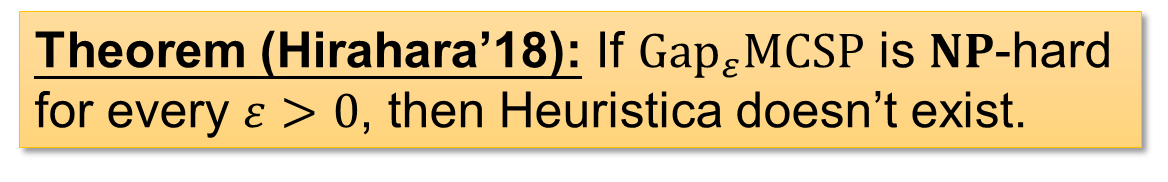 Theorem (Hirahara’18): If Gap_εMCSP is NP-hard
for every ε > 0, then Heuristica doesn’t exist.